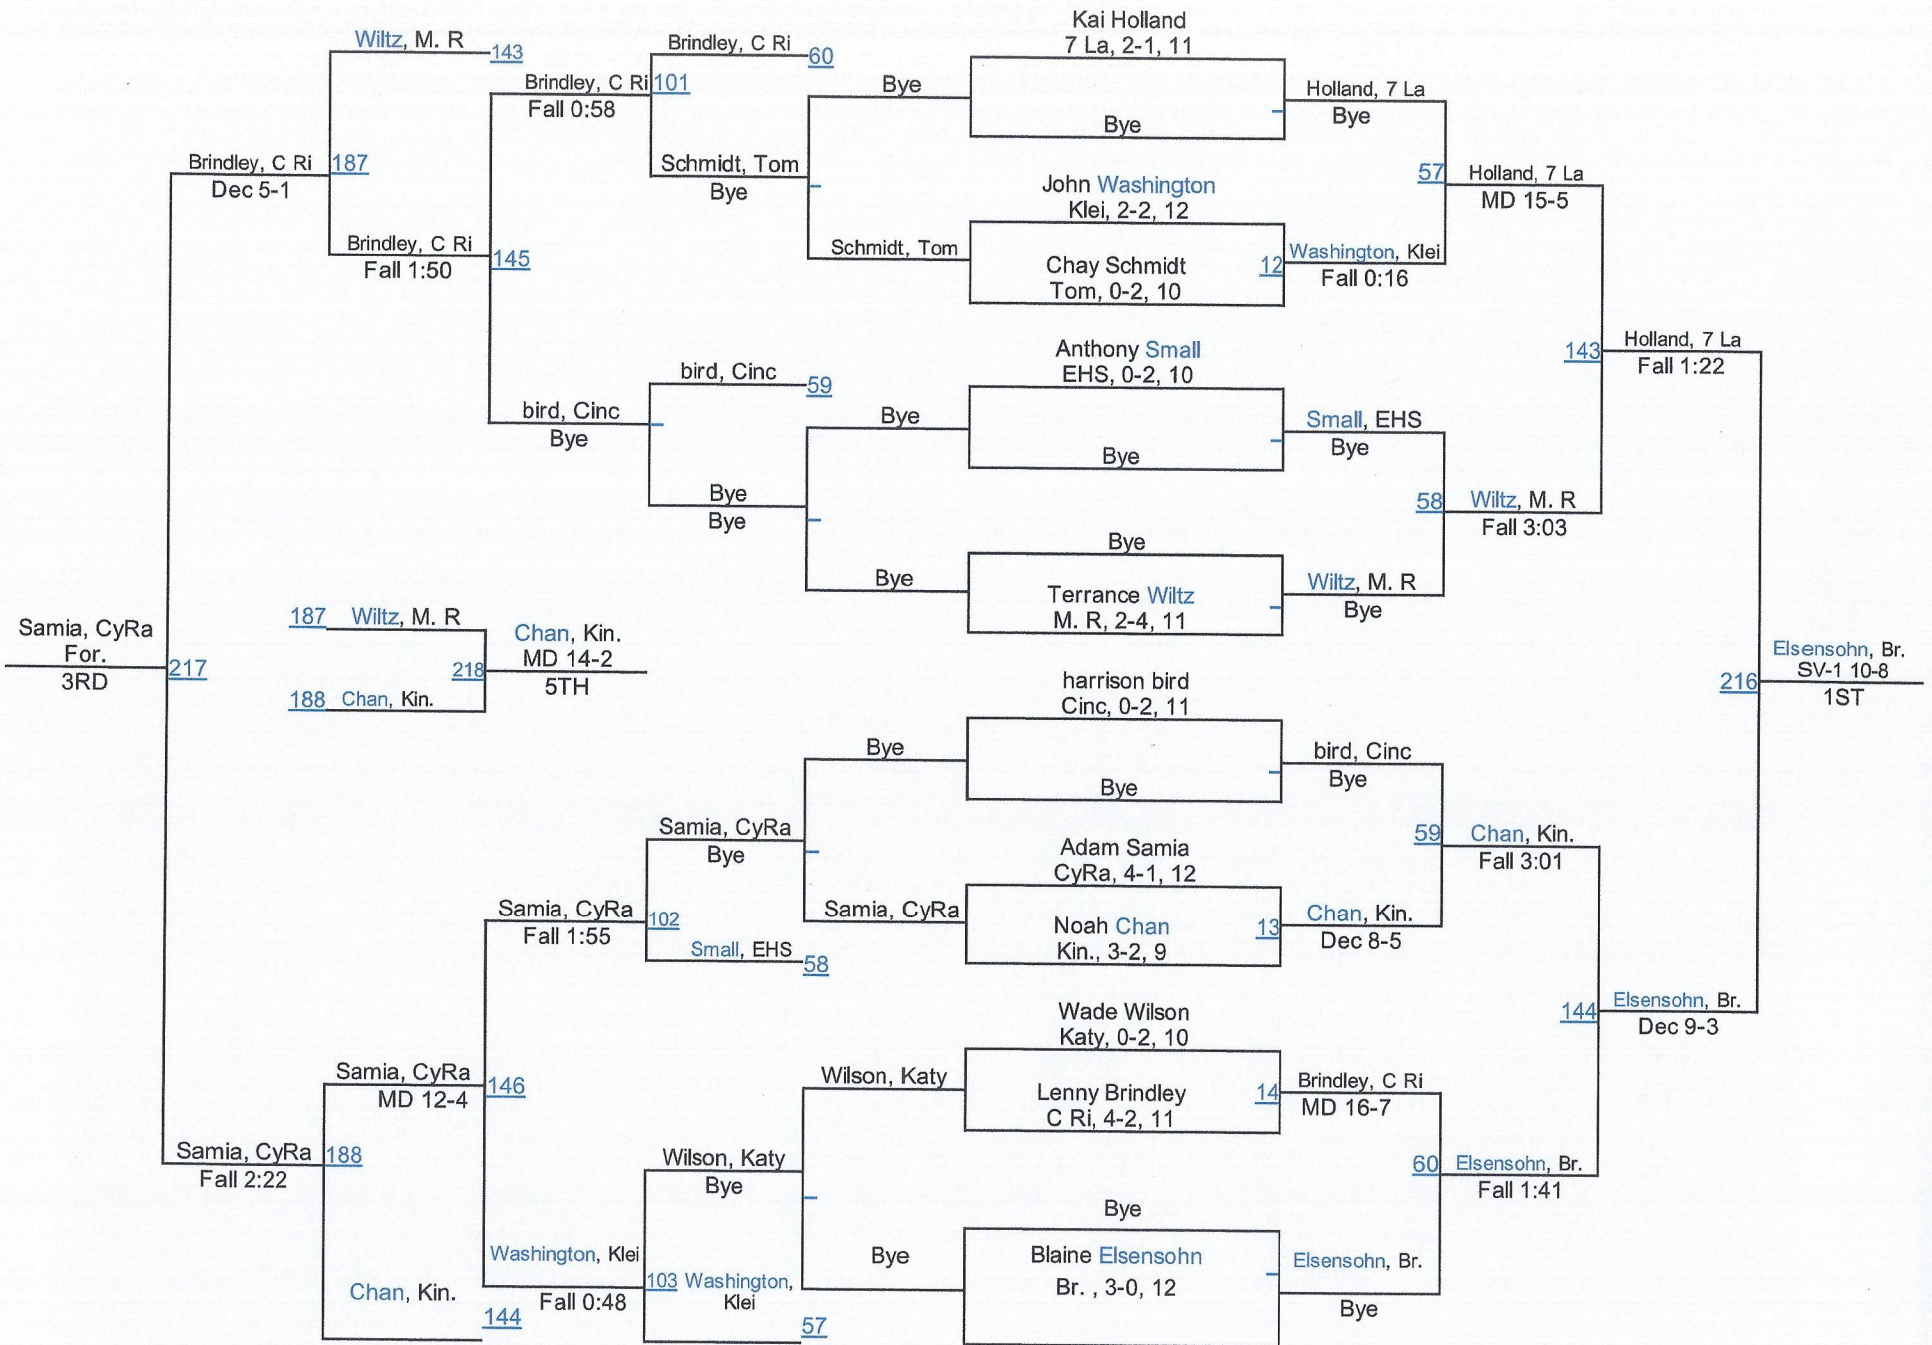 Kai Holland
7 La, 2-1, 11
Bye
John Washington
Klei, 2-2, 12
Chay Schmidt
Tom, 0-2, 10
12
Anthony Small
EHS, 0-2, 10
Bye
Bye
Terrance Wiltz
M. R, 2-4, 11
harrison bird
Cinc, 0-2, 11
Bye
Adam Samia
CyRa, 4-1, 12
Noah Chan
Kin., 3-2, 9
13
Wade Wilson
Katy, 0-2, 10
Lenny Brindley
C Ri, 4-2, 11
14
Bye
Blaine Elsensohn
Br. , 3-0, 12
Holland, 7 La
Bye
57
Washington, Klei
Fall 0:16
Small, EHS
Bye
58
Wiltz, M. R
Bye
bird, Cinc
Bye
59
Chan, Kin.
Dec 8-5
Brindley, C Ri
MD 16-7
60
Elsensohn, Br.
Bye
Holland, 7 La
MD 15-5
143
Wiltz, M. R
Fall 3:03
Chan, Kin.
Fall 3:01
144
Elsensohn, Br.
Fall 1:41
Holland, 7 La
Fall 1:22
216
Elsensohn, Br.
Dec 9-3
Elsensohn, Br.
SV-1 10-8
1ST
Bye
Schmidt, Tom
Bye
Bye
Bye
Samia, CyRa
Wilson, Katy
Bye
Brindley, C Ri
60
101
Schmidt, Tom
Bye
bird, Cinc
59
Bye
Bye
Samia, CyRa
Bye
102
Small, EHS
58
Wilson, Katy
Bye
103
Washington,
Klei
57
Brindley, C Ri
Fall 0:58
145
bird, Cinc
Bye
Samia, CyRa
Fall 1:55
146
Washington, Klei
Fall 0:48
Wiltz, M. R
143
187
Brindley, C Ri
Fall 1:50
Samia, CyRa
MD 12-4
188
Chan, Kin.
144
Brindley, C Ri
Dec 5-1
217
Samia, CyRa
Fall 2:22
Samia, CyRa
For.
3RD
187
Wiltz, M. R
218
188
Chan, Kin.
Chan, Kin.
MD 14-2
5TH